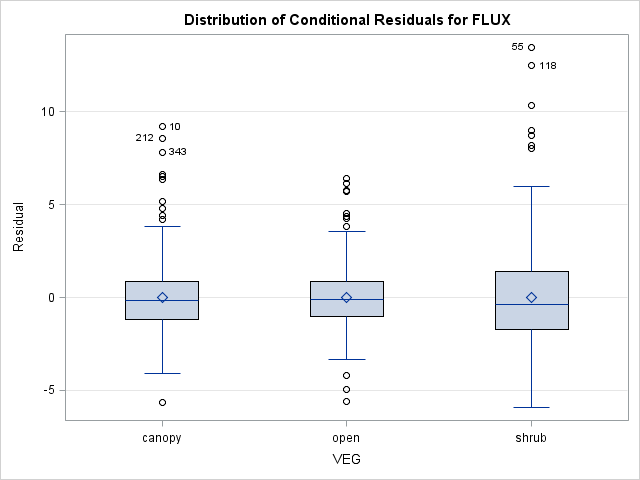 Distribution of Conditional Residuals for FLUX
55
118
10
10
212
343
5
0
-5
Residual
canopy open shrub
VEG